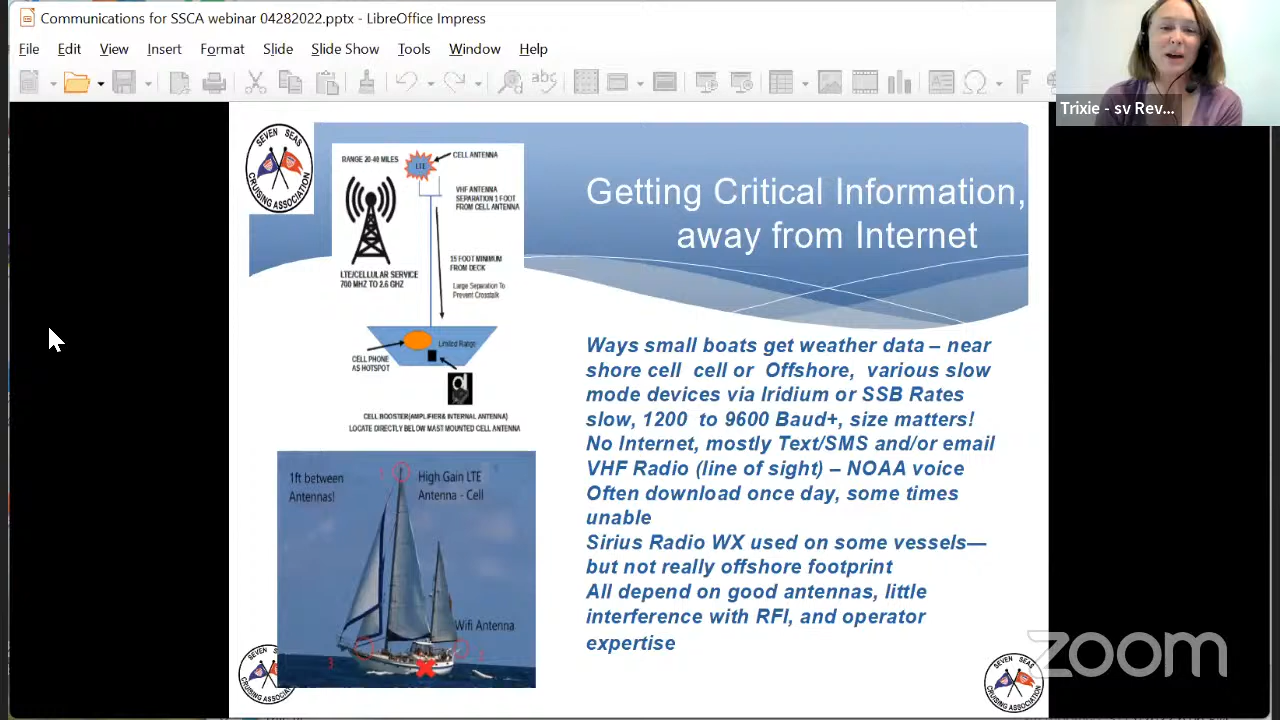 Communications for SSCA webinar 04282022.pptx - LibreOffice Impress
File Edit View Insert Format Slide Slide Show Tools Window Help
Trixie - sv Rev...
SEVEN SEAS
CRUISING ASSOCIATION
RANGE 20-40 MILES
LTE
CELL ANTENNA
VHF ANTENNA
SEPARATION 1 FOOT
FROM CELL ANTENNA
LTE/CELLULAR SERVICE
700 MHZ TO 2.6 GHZ
15 FOOT MINIMUM
FROM DECK
Large Separation To
Prevent Crosstalk
Limited Range
CELL PHONE
AS HOTSPOT
CELL BOOSTER(AMPLIFIER& INTERNAL ANTENNA)
LOCATE DIRECTLY BELOW MAST MOUNTED CELL ANTENNA
Getting Critical Information,
away from Internet
Ways small boats get weather data – near
shore cell cell or Offshore, various slow
mode devices via Iridium or SSB Rates
slow, 1200 to 9600 Baud+, size matters!
No Internet, mostly Text/SMS and/or email
VHF Radio (line of sight) – NOAA voice
Often download once day, some times
unable
Sirius Radio WX used on some vessels—
but not really offshore footprint
All depend on good antennas, little
interference with RFI, and operator
expertise
1ft between
Antennas!
High Gain LTE
Antenna - Cell
Wifi Antenna
3
SEVEN SEAS
CRUISING ASSOCIATION
zoom